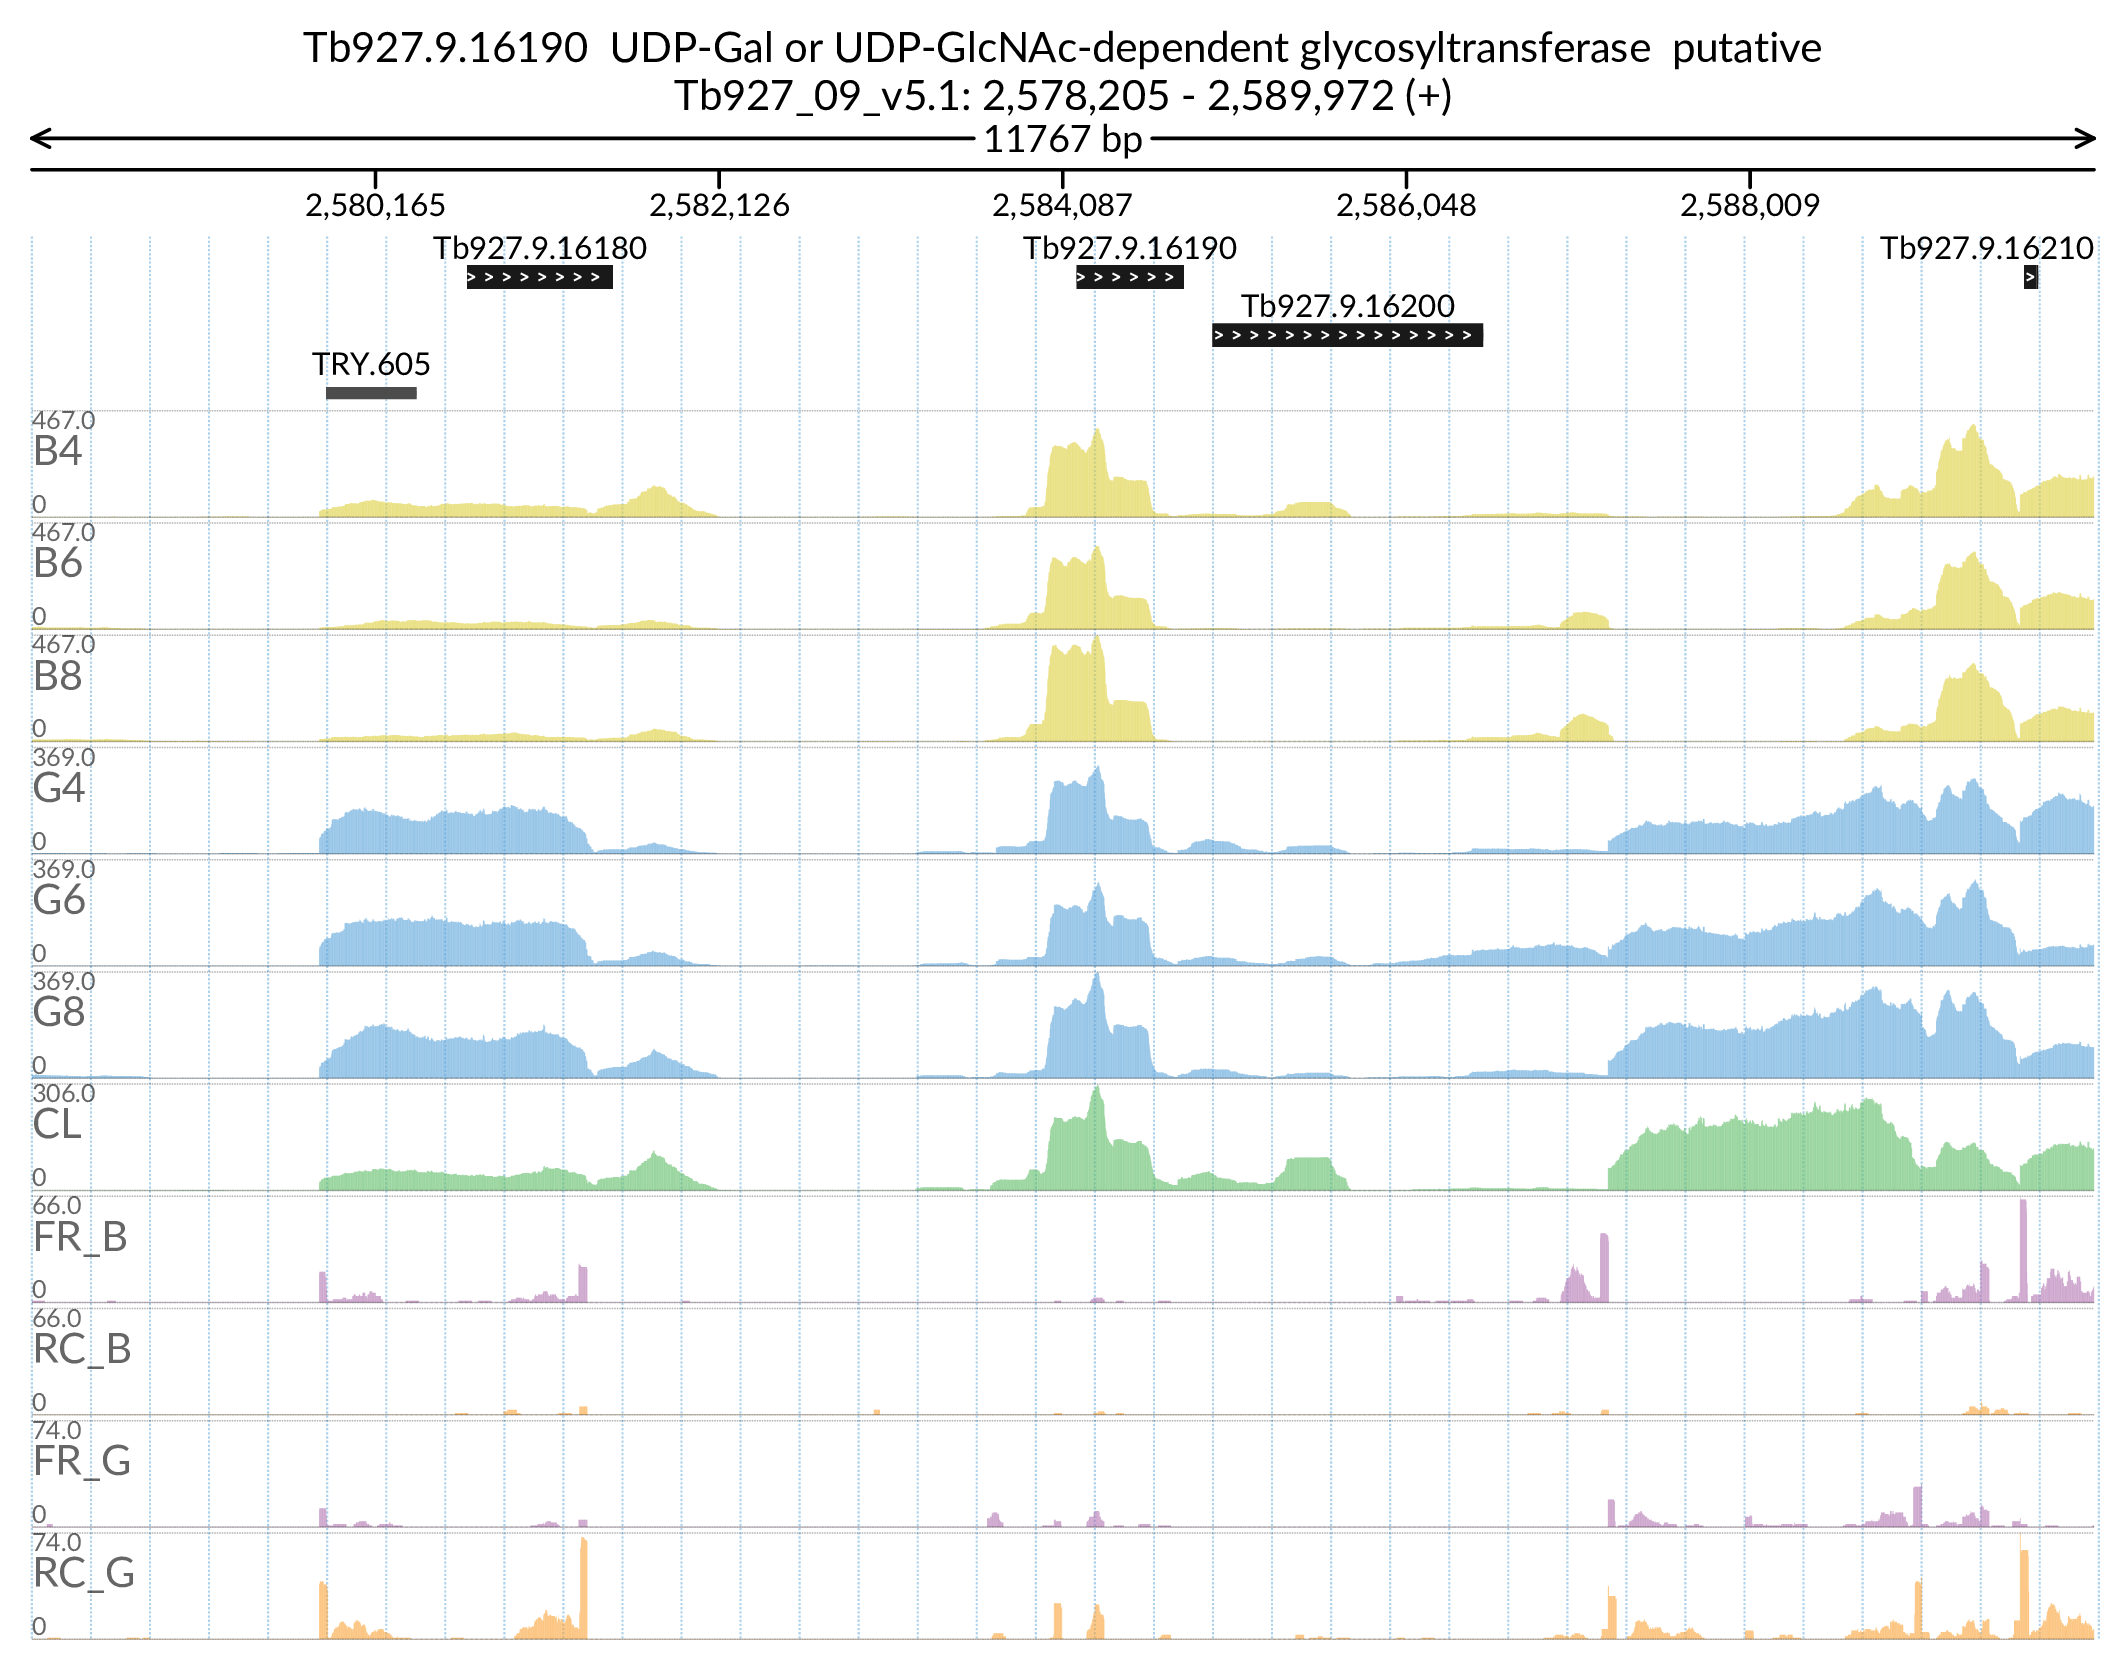 Tb927.9.16190  UDP-Gal or UDP-GlcNAc-dependent glycosyltransferase  putative
Tb927_09_v5.1: 2,578,205 - 2,589,972 (+)
11767 bp
2,580,165 2,582,126 2,584,087 2,586,048 2,588,009
Tb927.9.16180 Tb927.9.16190 Tb927.9.16210
Tb927.9.16200
TRY.605
467.0
B4
0
467.0
B6
0
467.0
B8
0
369.0
G4
0
369.0
G6
0
369.0
G8
0
306.0
CL
0
66.0
FR_B
0
66.0
RC_B
0
74.0
FR_G
0
74.0
RC_G
0